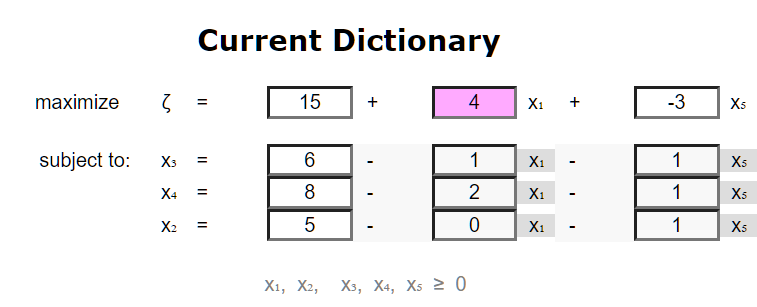 Current Dictionary
maximize ζ = 15 + 4 x₁ + -3 x₅
subject to: x₃ = 6 - 1 x₁ - 1 x₅
x₄ = 8 - 2 x₁ - 1 x₅
x₂ = 5 - 0 x₁ - 1 x₅
x₁, x₂, x₃, x₄, x₅ ≥ 0